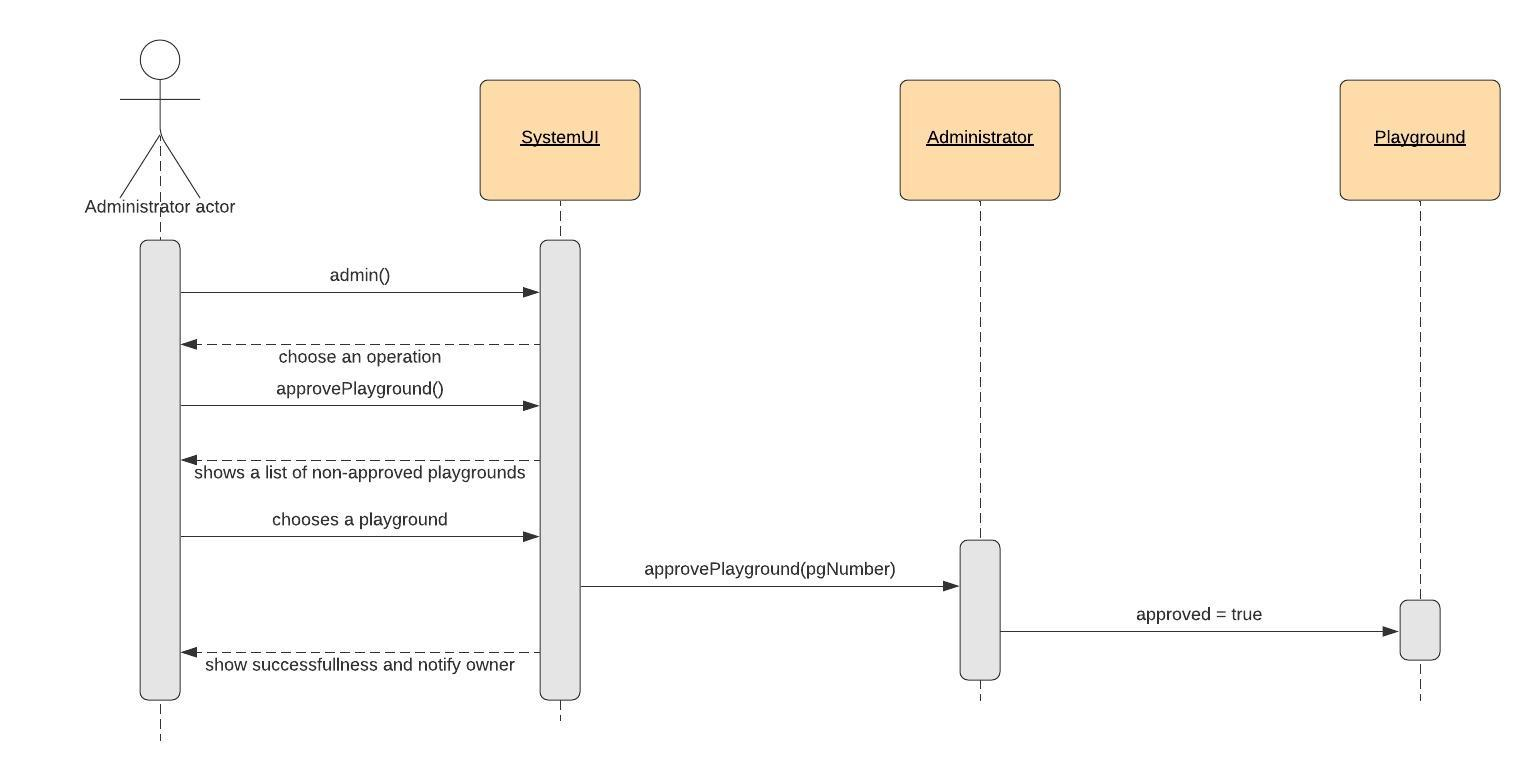 Administrator actor
SystemUI
Administrator
Playground
admin()
choose an operation
approvePlayground()
shows a list of non-approved playgrounds
chooses a playground
approvePlayground(pgNumber)
approved = true
show successfullness and notify owner